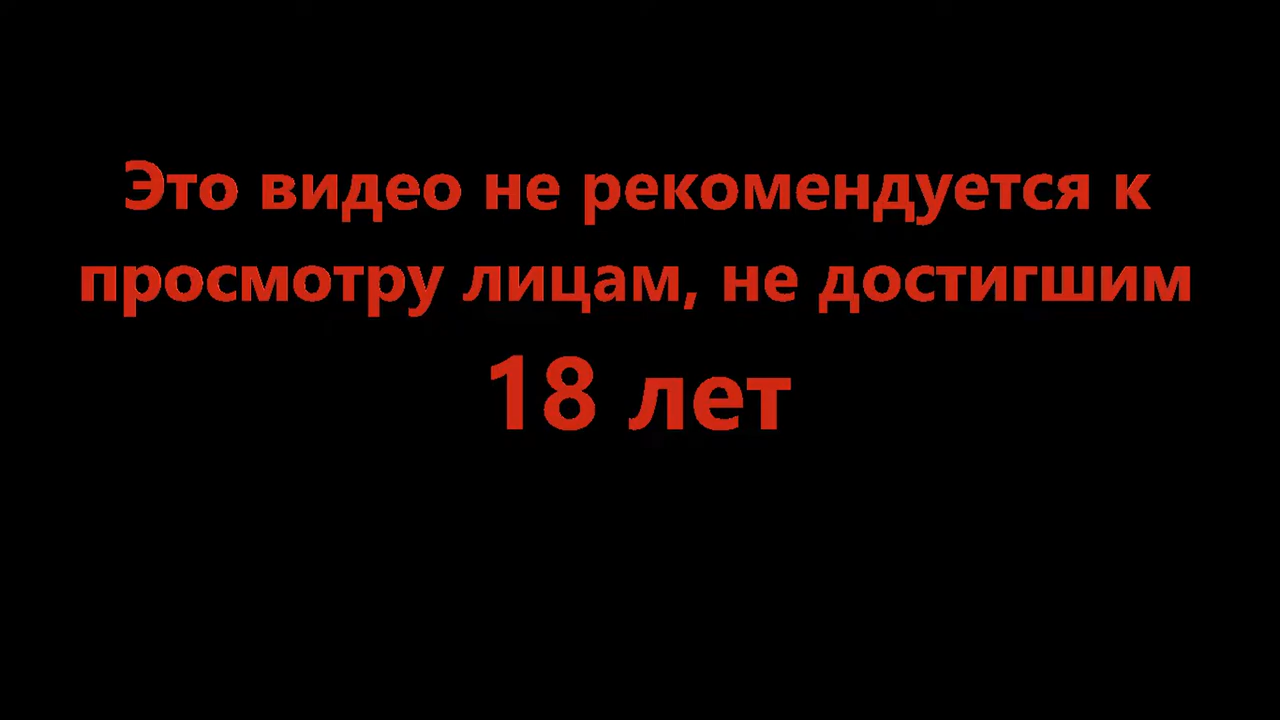 Это видео не рекомендуется к
просмотру лицам, не достигшим
18 лет